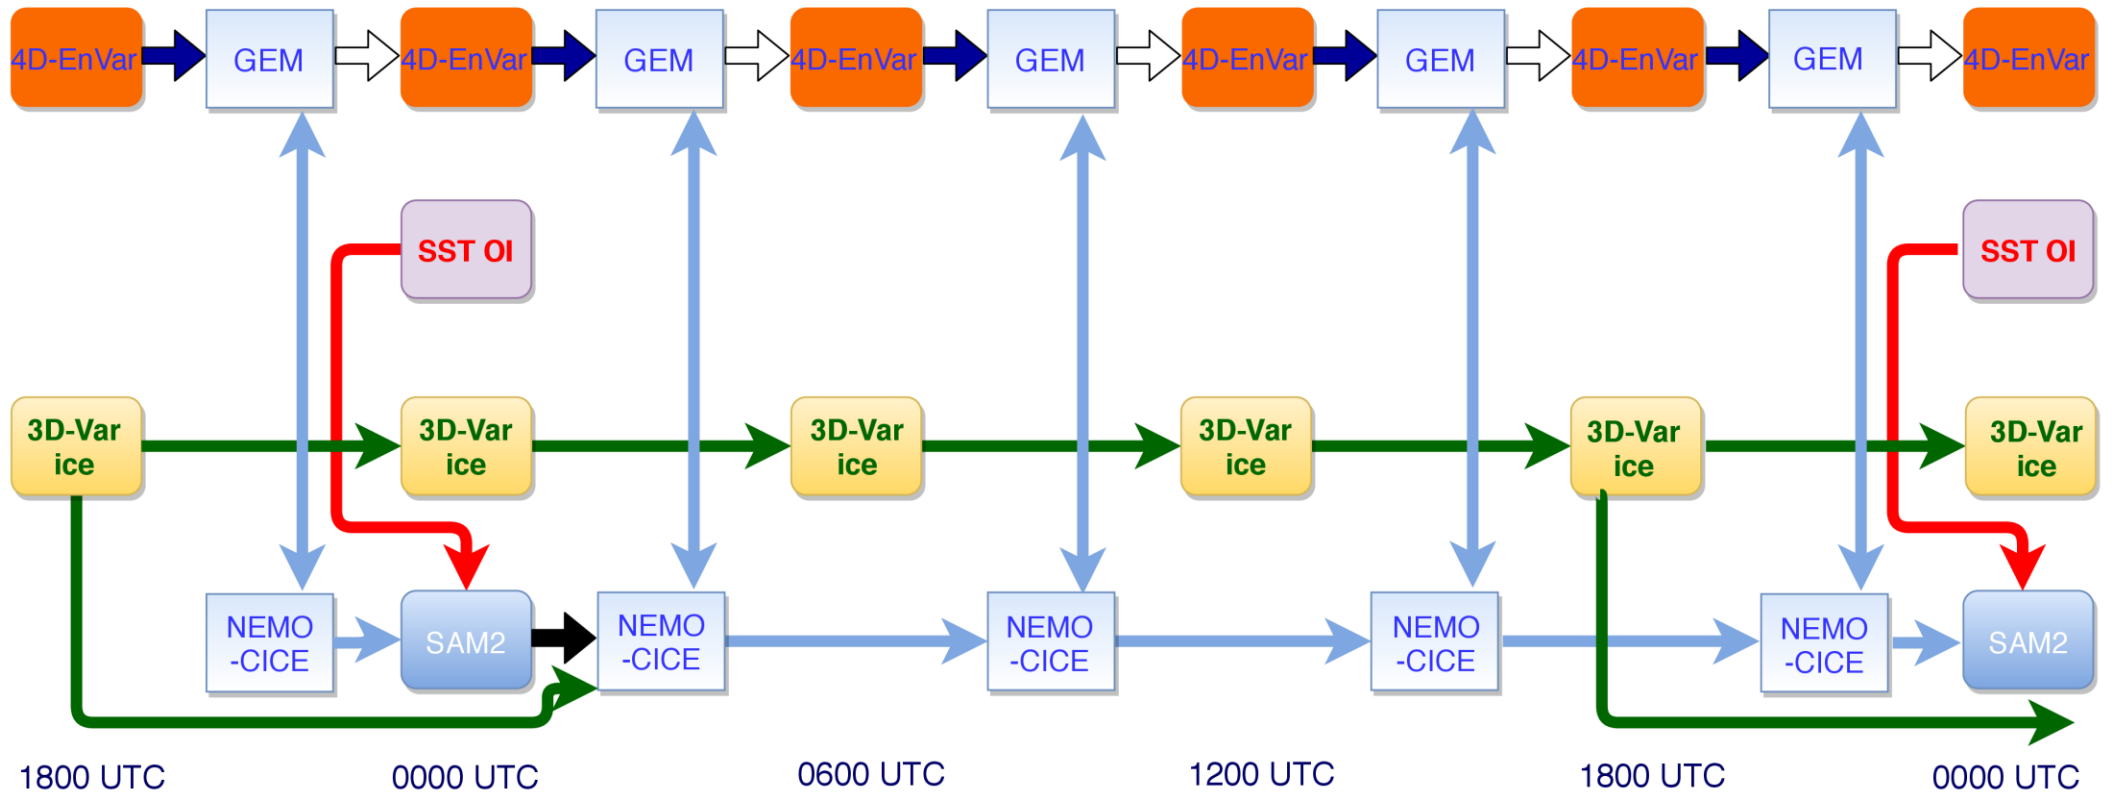 4D-EnVar GEM 4D-EnVar GEM 4D-EnVar GEM 4D-EnVar GEM 4D-EnVar GEM 4D-EnVar
SST OI SST OI
3D-Var 3D-Var 3D-Var 3D-Var 3D-Var 3D-Var
ice ice ice ice ice ice
NEMO SAM2 NEMO NEMO NEMO NEMO SAM2
-CICE -CICE -CICE -CICE -CICE
1800 UTC 0000 UTC 0600 UTC 1200 UTC 1800 UTC 0000 UTC